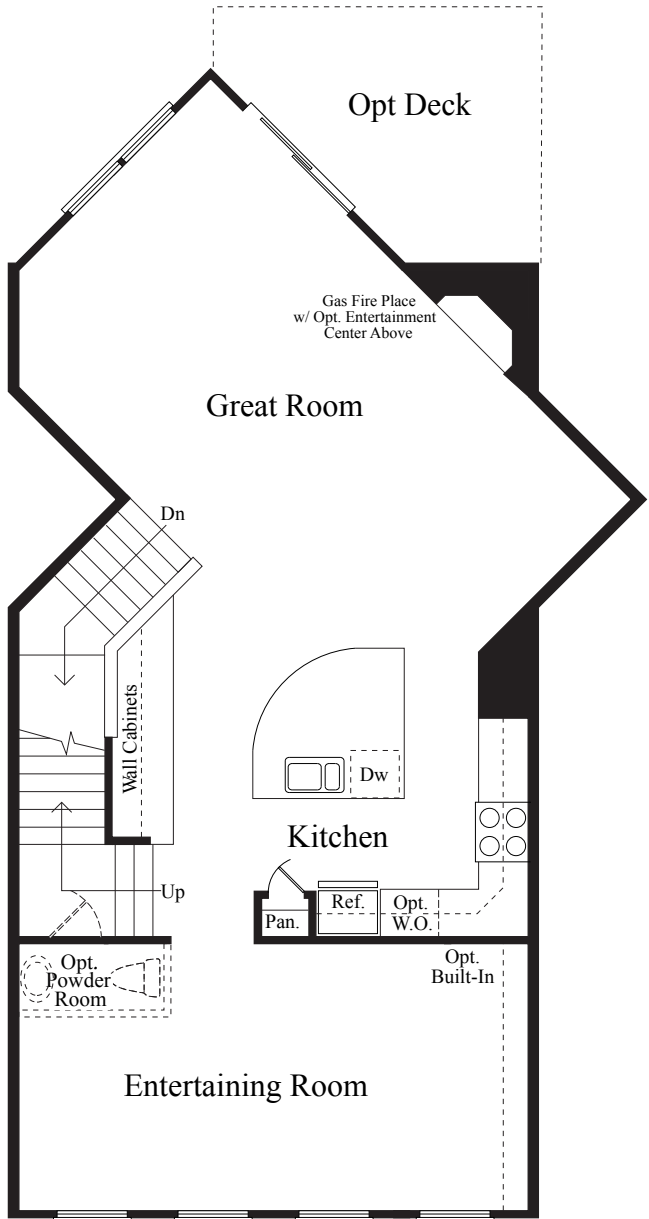 Opt Deck
Gas Fire Place
w/ Opt. Entertainment
Center Above
Great Room
Dn
Wall Cabinets
Dw
Kitchen
Up
Ref.
Pan.
Opt.
W.O.
Opt.
Powder
Room
Opt.
Built-In
Entertaining Room